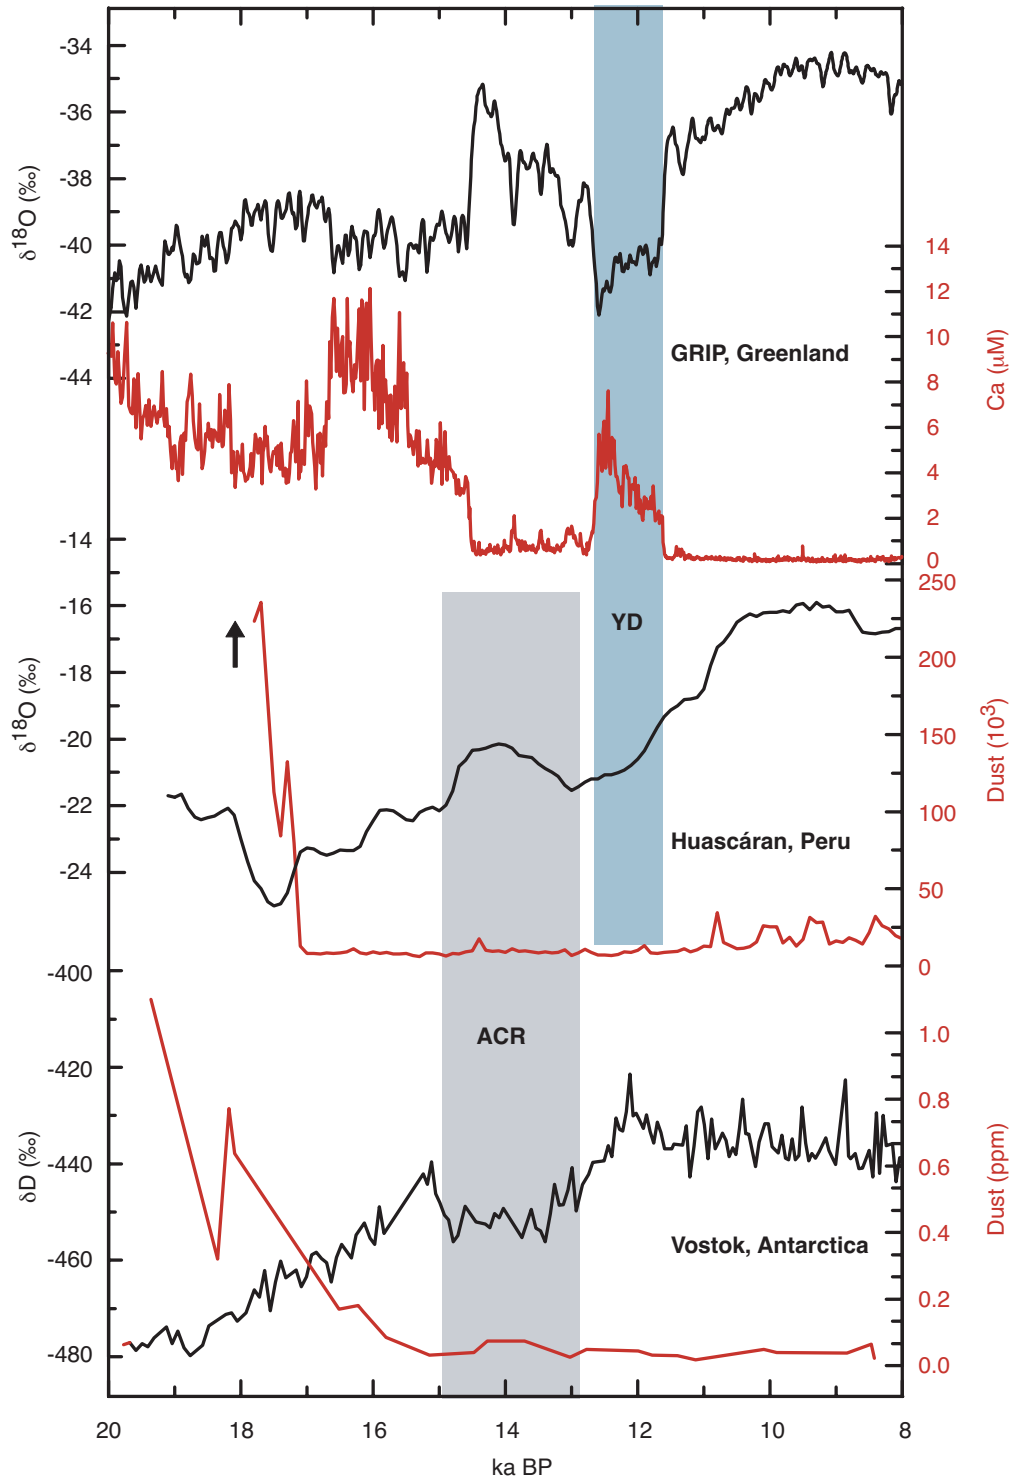 -34
-36
-38
-40
-42
-44
δ18O (‰)
14
12
10
8
6
4
2
0
Ca (μM)
GRIP, Greenland
-14
-16
-18
-20
-22
-24
δ18O (‰)
YD
250
200
150
100
50
0
Dust (103)
Huascáran, Peru
-400
-420
-440
-460
-480
δD (‰)
ACR
1.0
0.8
0.6
0.4
0.2
0.0
Dust (ppm)
Vostok, Antarctica
20 18 16 14 12 10 8
ka BP